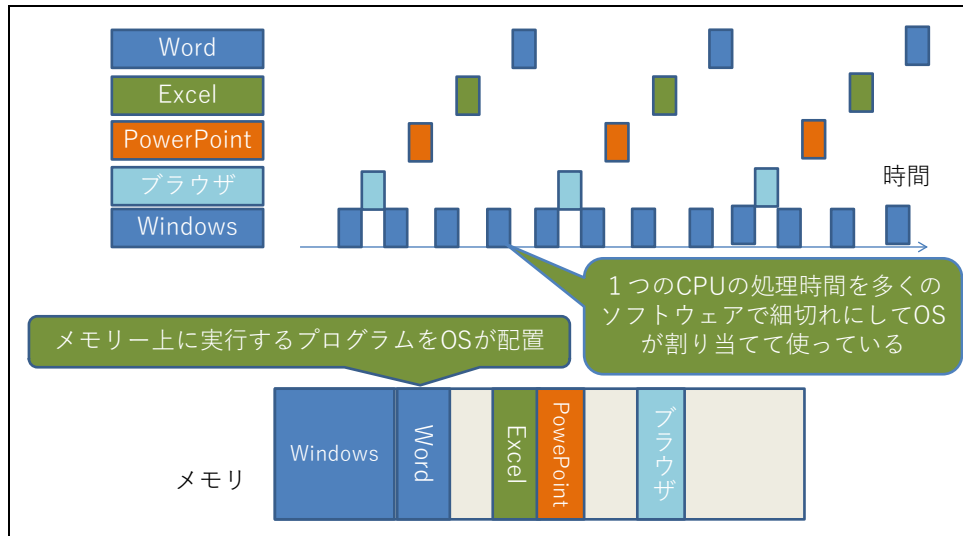 Word
Excel
PowerPoint
ブラウザ
Windows
時間
１つのCPUの処理時間を多くの
ソフトウェアで細切れにしてOS
が割り当てて使っている
メモリー上に実行するプログラムをOSが配置
メモリ
Windows
Word
Excel
PowePoint
ブラウザ